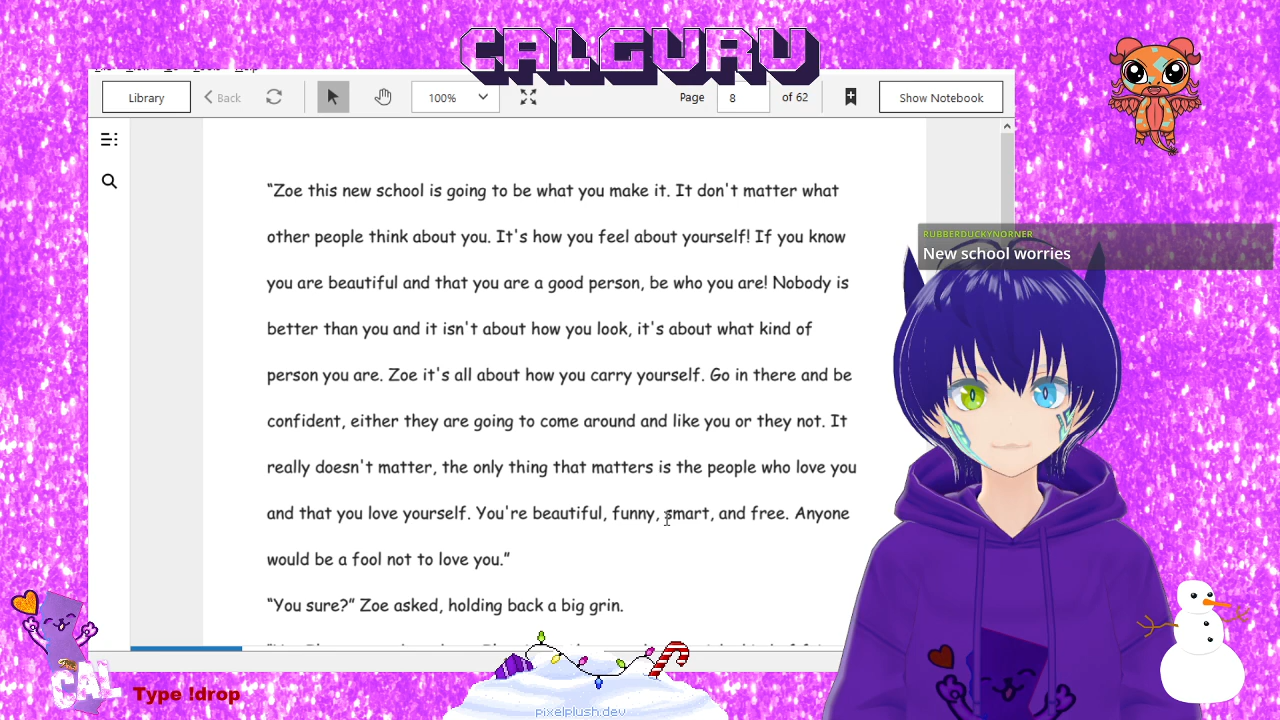 CALGURU
Library
Back
100%
Page
8
of 62
Show Notebook
“Zoe this new school is going to be what you make it. It don't matter what
other people think about you. It's how you feel about yourself! If you know
you are beautiful and that you are a good person, be who you are! Nobody is
better than you and it isn't about how you look, it's about what kind of
person you are. Zoe it's all about how you carry yourself. Go in there and be
confident, either they are going to come around and like you or they not. It
really doesn't matter, the only thing that matters is the people who love you
and that you love yourself. You're beautiful, funny, smart, and free. Anyone
would be a fool not to love you.”
“You sure?” Zoe asked, holding back a big grin.
RUBBERDUCKYNORNER
New school worries
CAL
Type !drop
pixelplush.dev